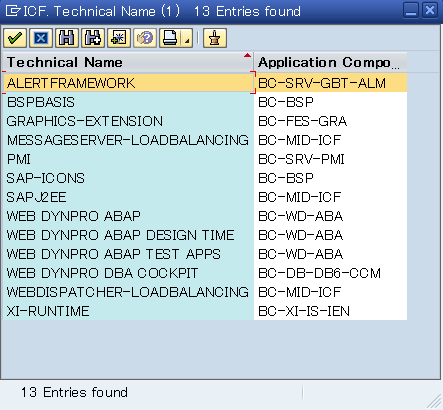 ICF. Technical Name (1)   13 Entries found
Technical Name   Application Compo...
ALERTFRAMEWORK   BC-SRV-GBT-ALM
BSPBASIS   BC-BSP
GRAPHICS-EXTENSION   BC-FES-GRA
MESSAGESERVER-LOADBALANCING   BC-MID-ICF
PMI   BC-SRV-PMI
SAP-ICONS   BC-BSP
SAPJ2EE   BC-MID-ICF
WEB DYNPRO ABAP   BC-WD-ABA
WEB DYNPRO ABAP DESIGN TIME   BC-WD-ABA
WEB DYNPRO ABAP TEST APPS   BC-WD-ABA
WEB DYNPRO DBA COCKPIT   BC-DB-DB6-CCM
WEBDISPATCHER-LOADBALANCING   BC-MID-ICF
XI-RUNTIME   BC-XI-IS-IEN
13 Entries found